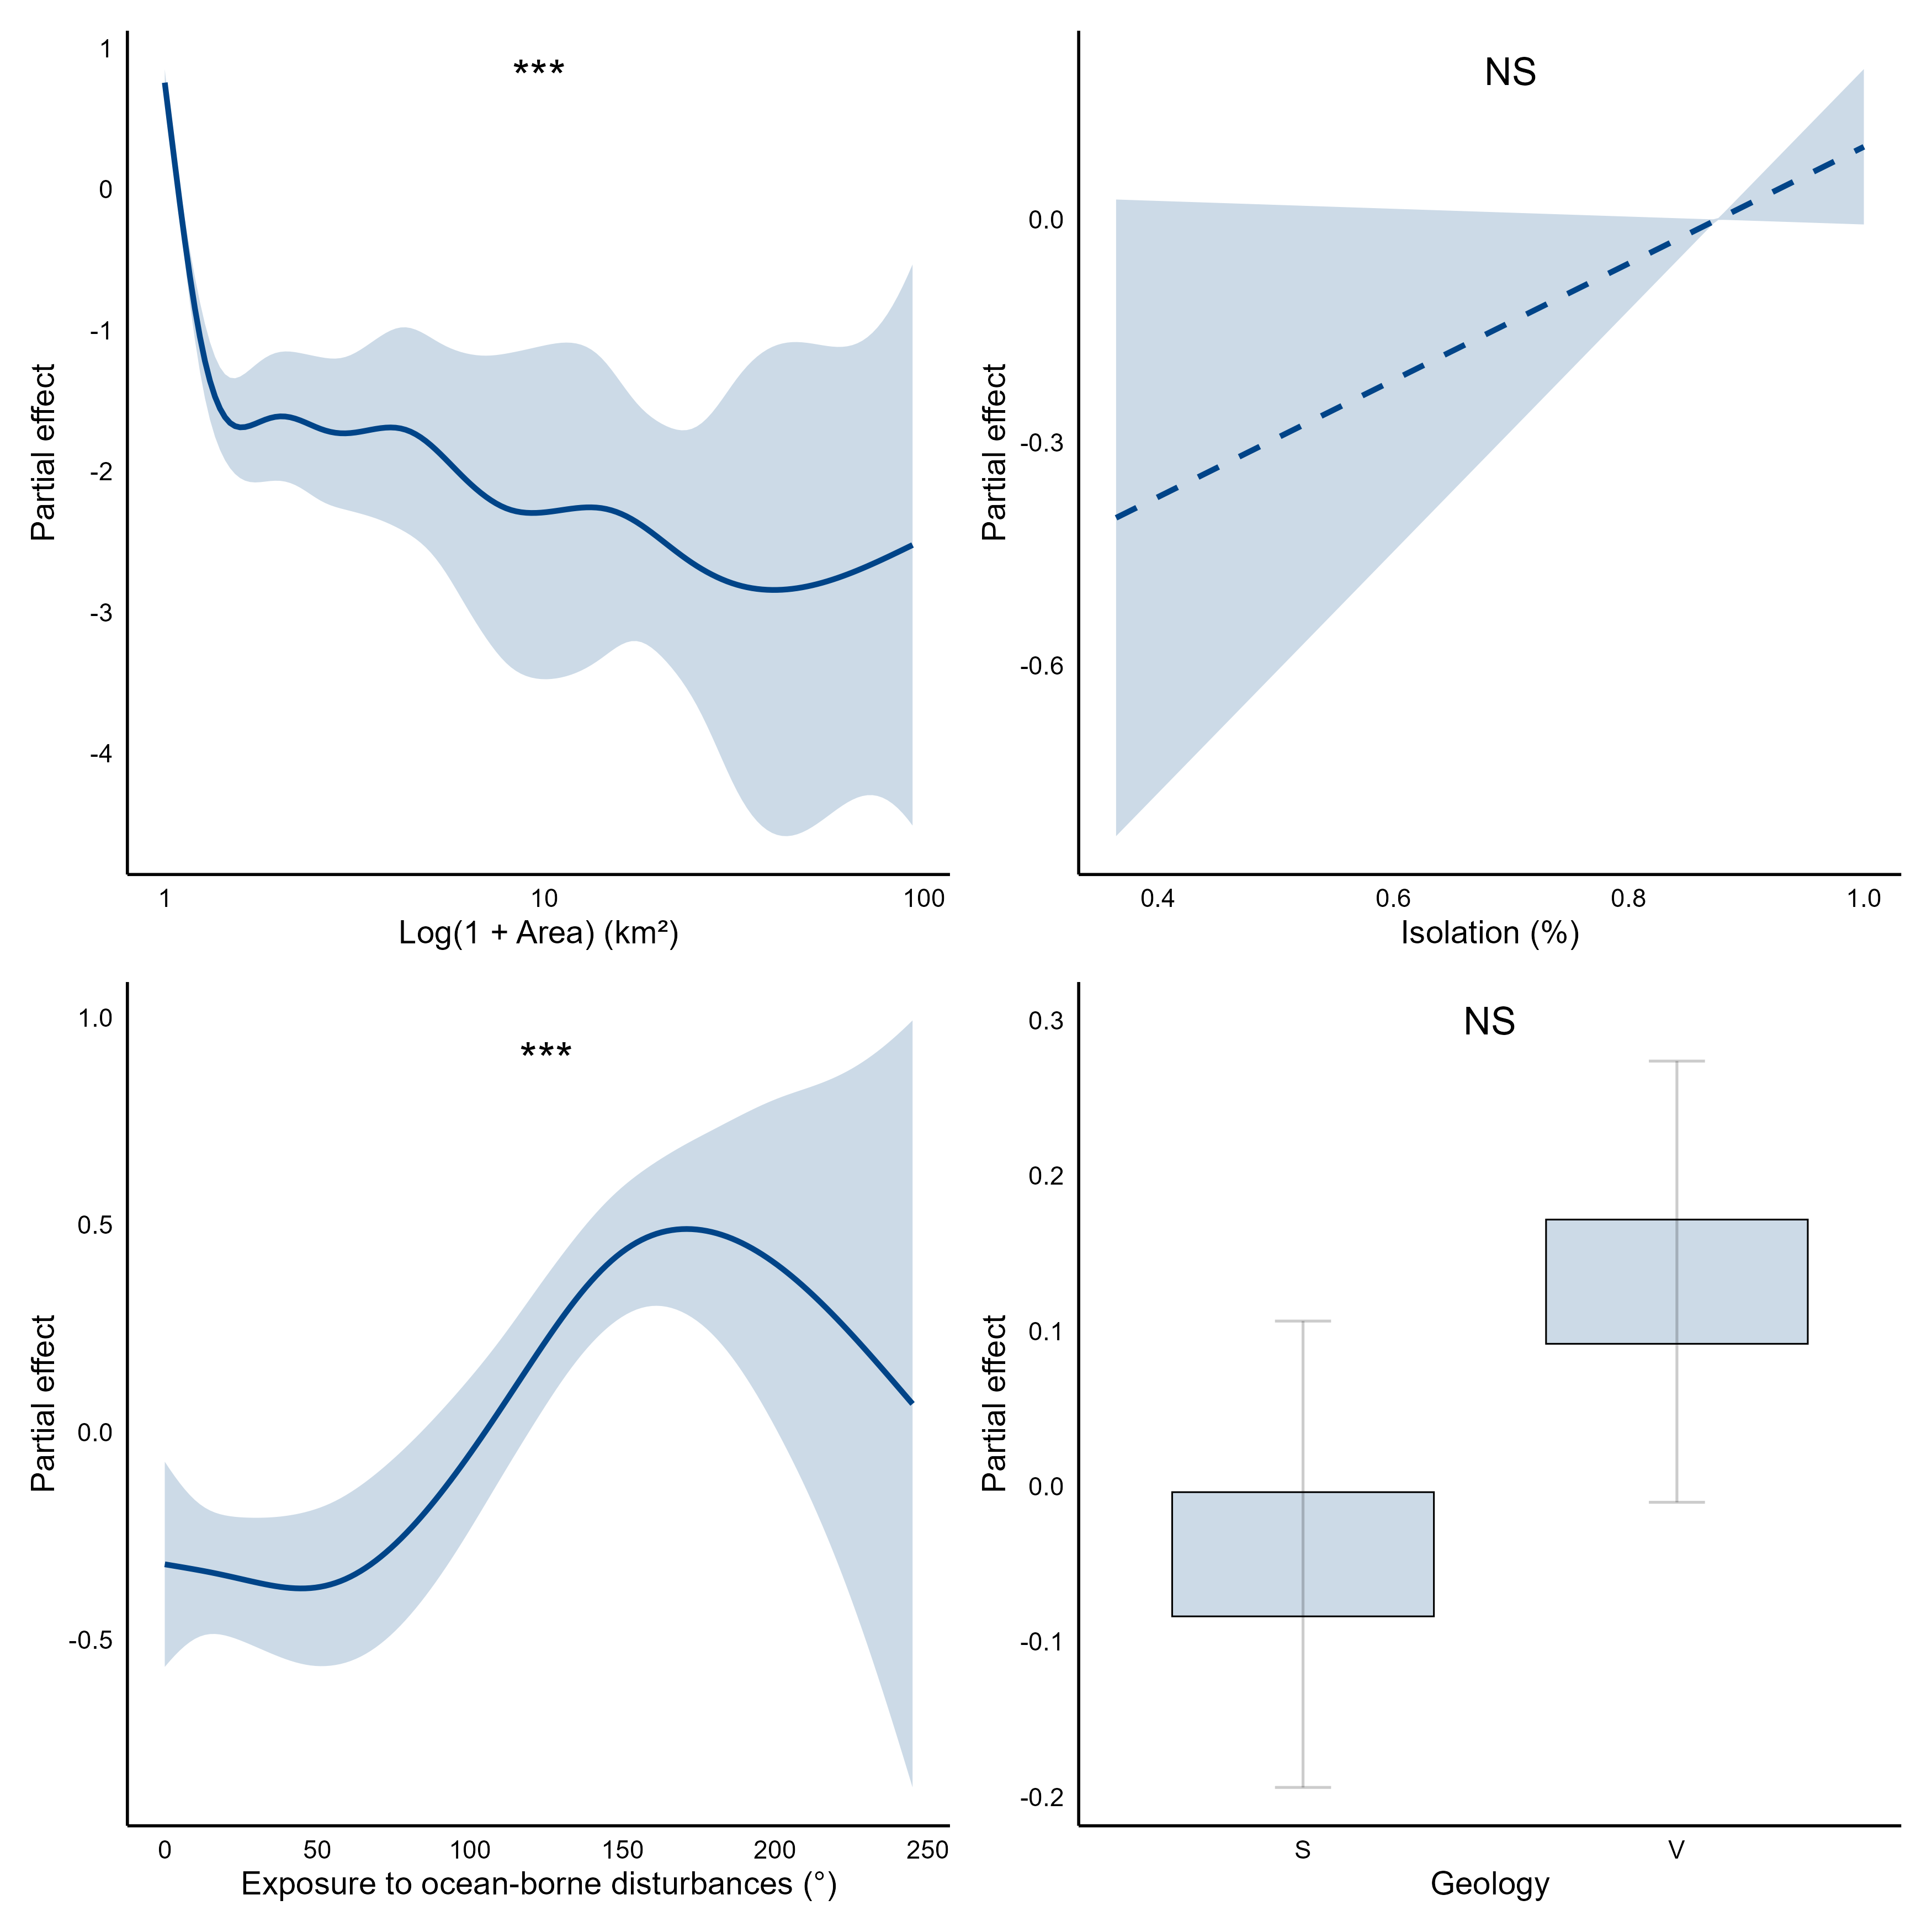 ***
1
0
-1
-2
-3
-4
Partial effect
1 10 100
Log(1 + Area) (km²)
NS
0.0
-0.3
-0.6
Partial effect
0.4 0.6 0.8 1.0
Isolation (%)
***
1.0
0.5
0.0
-0.5
Partial effect
0 50 100 150 200 250
Exposure to ocean-borne disturbances (°)
NS
0.3
0.2
0.1
0.0
-0.1
-0.2
Partial effect
S V
Geology